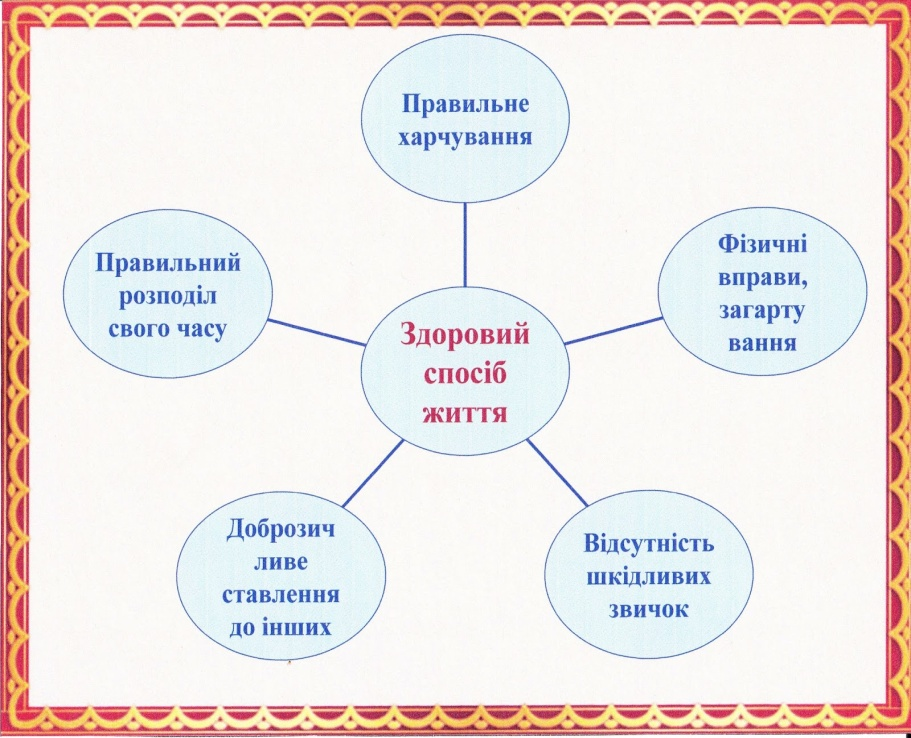 Правильне
харчування
Фізичні
вправи,
загарту
вання
Відсутність
шкідливих
звичок
Доброзич
ливе
ставлення
до інших
Правильний
розподіл
свого часу
Здоровий
спосіб
життя